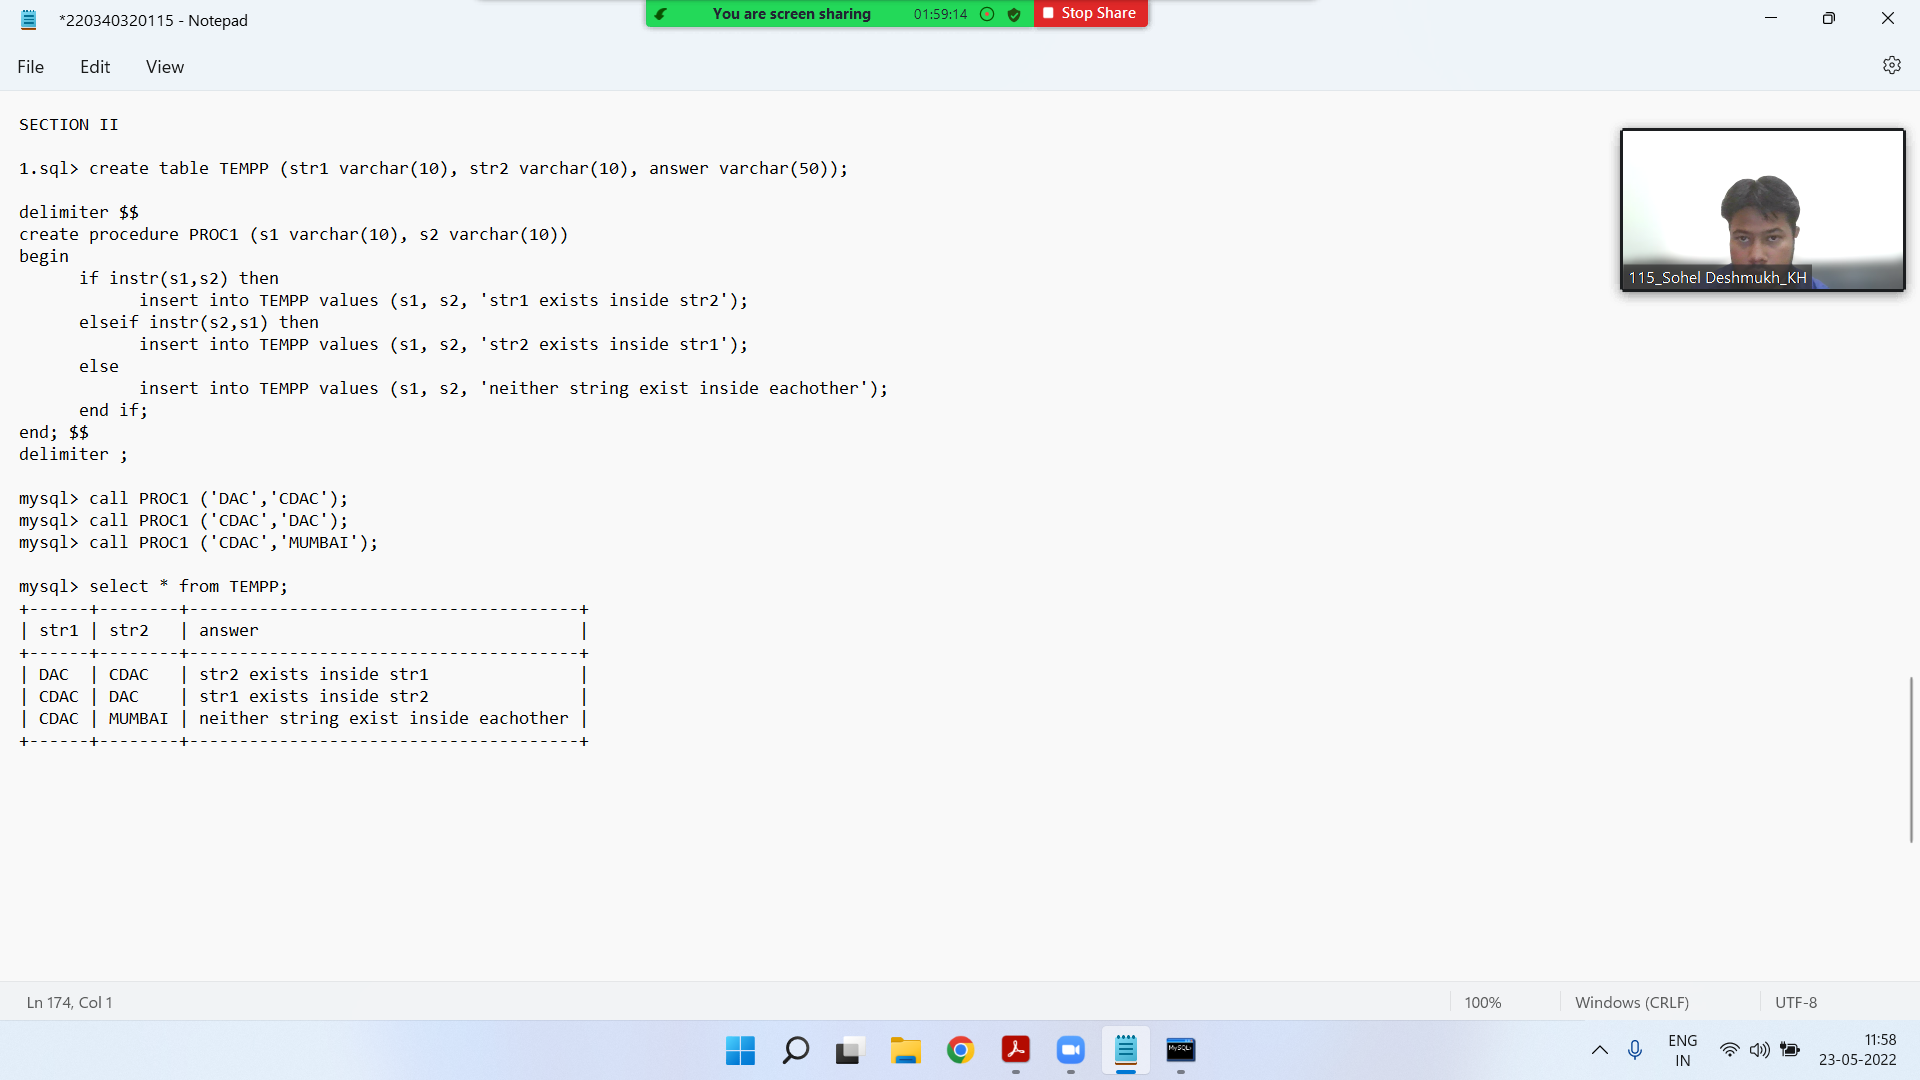 *220340320115 - Notepad
You are screen sharing 01:59:14 Stop Share
File Edit View
SECTION II
1.sql> create table TEMPP (str1 varchar(10), str2 varchar(10), answer varchar(50));
delimiter $$
create procedure PROC1 (s1 varchar(10), s2 varchar(10))
begin
if instr(s1,s2) then
insert into TEMPP values (s1, s2, 'str1 exists inside str2');
elseif instr(s2,s1) then
insert into TEMPP values (s1, s2, 'str2 exists inside str1');
else
insert into TEMPP values (s1, s2, 'neither string exist inside eachother');
end if;
end; $$
delimiter ;
mysql> call PROC1 ('DAC','CDAC');
mysql> call PROC1 ('CDAC','DAC');
mysql> call PROC1 ('CDAC','MUMBAI');
mysql> select * from TEMPP;
+------+--------+---------------------------------------+
| str1 | str2   | answer                                |
+------+--------+---------------------------------------+
| DAC  | CDAC   | str2 exists inside str1               |
| CDAC | DAC    | str1 exists inside str2               |
| CDAC | MUMBAI | neither string exist inside eachother |
+------+--------+---------------------------------------+
115_Sohel Deshmukh_KH
Ln 174, Col 1 100% Windows (CRLF) UTF-8
MySQL
ENG
IN
11:58
23-05-2022